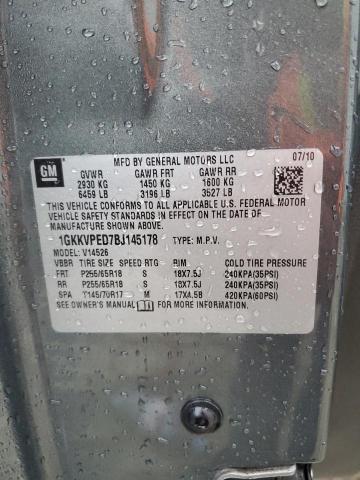 GM
MFD BY GENERAL MOTORS LLC 07/10
GVWR GAWR FRT GAWR RR
2930 KG 1450 KG 1600 KG
6459 LB 3196 LB 3527 LB
THIS VEHICLE CONFORMS TO ALL APPLICABLE
U.S. FEDERAL MOTOR VEHICLE SAFETY
STANDARDS IN EFFECT ON THE DATE OF
MANUFACTURE SHOWN ABOVE.
1GKKVPED7BJ145178 TYPE: M.P.V.
MODEL: V14526
VBBR TIRE SIZE SPEED RTG RIM COLD TIRE PRESSURE
FRT P255/65R18 S 18X7.5J 240KPA(35PSI)
RR P255/65R18 S 18X7.5J 240KPA(35PSI)
SPA T145/70R17 M 17X4.5B 420KPA(60PSI)
SEE OWNER'S MANUAL FOR ADDITIONAL INFORMATION.